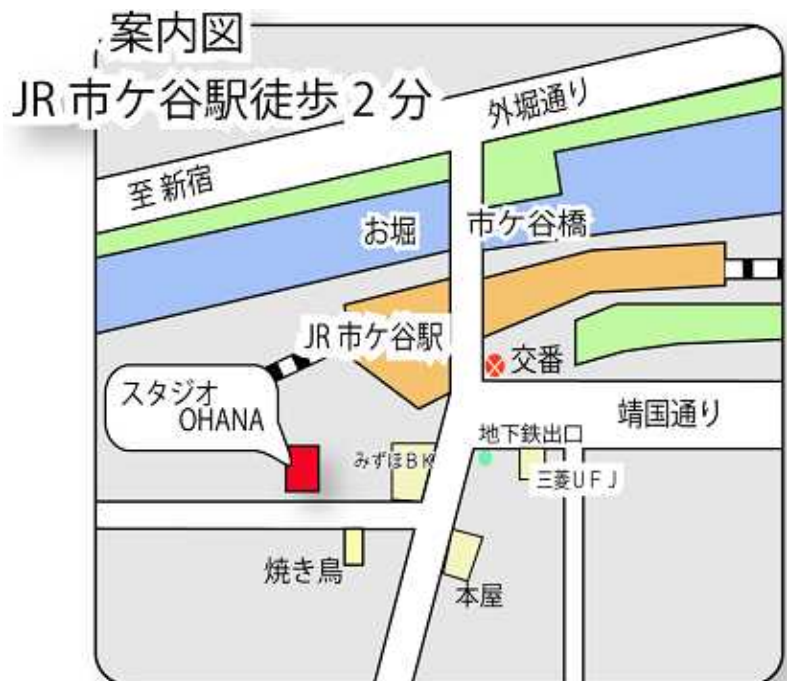 案内図
JR 市ケ谷駅徒歩 2 分
外堀通り
至 新宿
お堀
市ケ谷橋
JR 市ケ谷駅
交番
スタジオ
OHANA
靖国通り
地下鉄出口
みずほＢＫ
三菱ＵＦＪ
焼き鳥
本屋